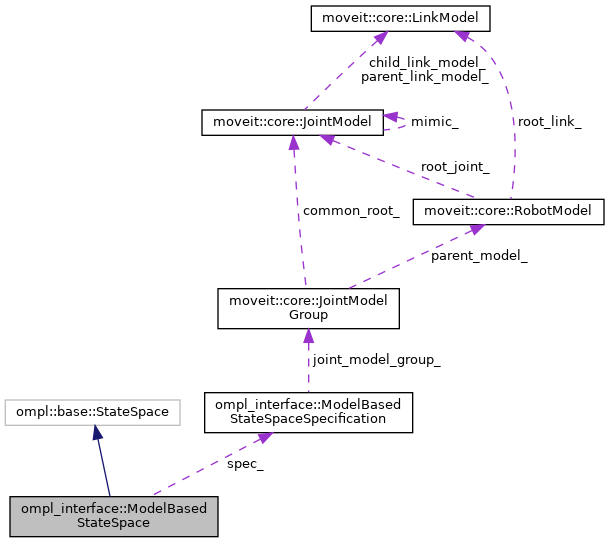 moveit::core::LinkModel
child_link_model_
parent_link_model_
moveit::core::JointModel
mimic_
root_link_
root_joint_
common_root_
moveit::core::RobotModel
parent_model_
moveit::core::JointModel
Group
joint_model_group_
ompl::base::StateSpace
ompl_interface::ModelBased
StateSpaceSpecification
spec_
ompl_interface::ModelBased
StateSpace